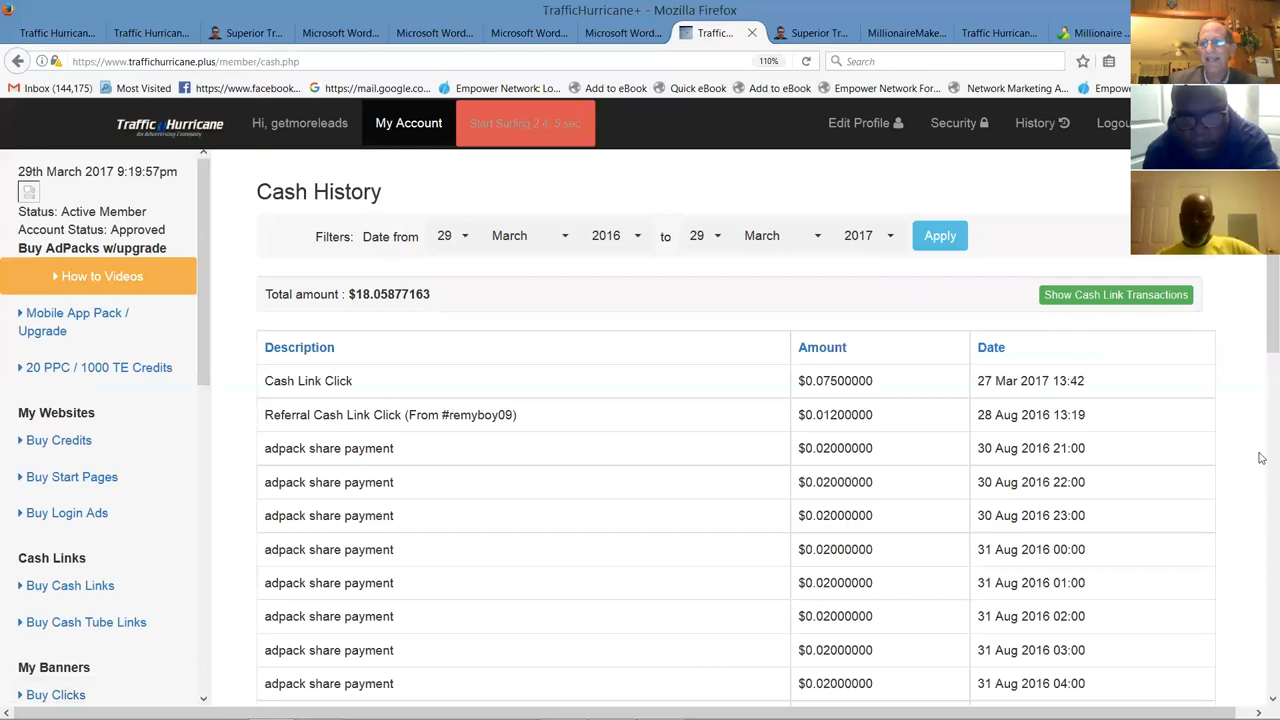 TrafficHurricane+ - Mozilla Firefox
Traffic Hurrican...
Traffic Hurrican...
Superior Tr...
Microsoft Word...
Microsoft Word...
Microsoft Word...
Microsoft Word...
Traffic...
Superior Tr...
MillionaireMake...
Traffic Hurrican...
Millionaire
https://www.traffichurricane.plus/member/cash.php
110%
Search
Inbox (144,175)
Most Visited
https://www.facebook...
https://mail.google.co...
Empower Network: Lo...
Add to eBook
Quick eBook
Add to eBook
Empower Network For...
Network Marketing A...
Empowe
Traffic Hurricane
An Advertising Company
Hi, getmoreleads
My Account
Start Surfing 2 4 5 sec
Edit Profile
Security
History
Logou
29th March 2017 9:19:57pm
Status: Active Member
Account Status: Approved
Buy AdPacks w/upgrade
How to Videos
Mobile App Pack /
Upgrade
20 PPC / 1000 TE Credits
My Websites
Buy Credits
Buy Start Pages
Buy Login Ads
Cash Links
Buy Cash Links
Buy Cash Tube Links
My Banners
Buy Clicks
Cash History
Filters: Date from 29 March 2016 to 29 March 2017 Apply
Total amount : $18.05877163
Show Cash Link Transactions
Description Amount Date
Cash Link Click $0.07500000 27 Mar 2017 13:42
Referral Cash Link Click (From #remyboy09) $0.01200000 28 Aug 2016 13:19
adpack share payment $0.02000000 30 Aug 2016 21:00
adpack share payment $0.02000000 30 Aug 2016 22:00
adpack share payment $0.02000000 30 Aug 2016 23:00
adpack share payment $0.02000000 31 Aug 2016 00:00
adpack share payment $0.02000000 31 Aug 2016 01:00
adpack share payment $0.02000000 31 Aug 2016 02:00
adpack share payment $0.02000000 31 Aug 2016 03:00
adpack share payment $0.02000000 31 Aug 2016 04:00